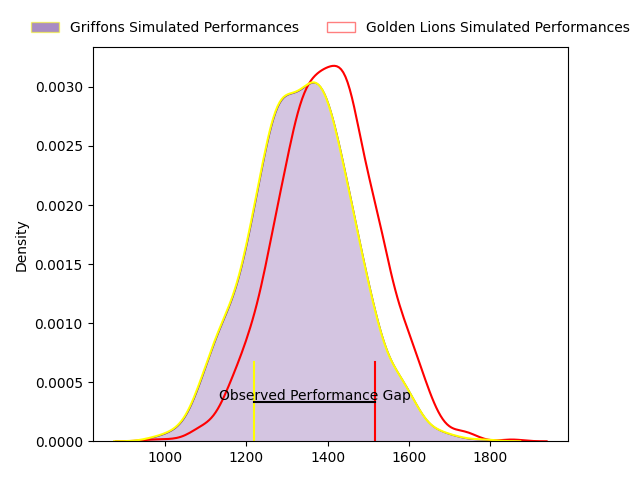 Griffons Simulated Performances
Golden Lions Simulated Performances
Density
0.0030
0.0025
0.0020
0.0015
0.0010
0.0005
0.0000
Observed Performance Gap
1000 1200 1400 1600 1800